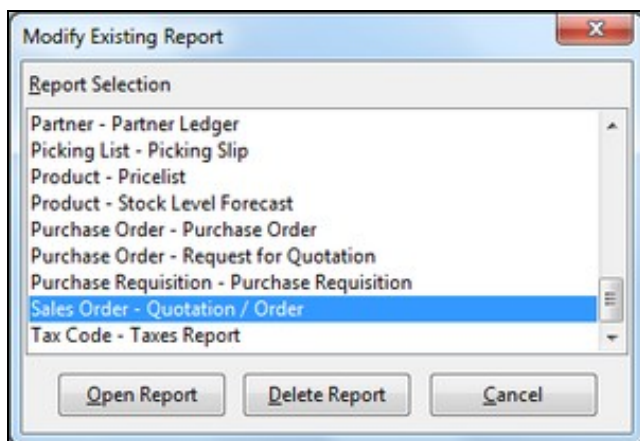 Modify Existing Report
Report Selection
Partner - Partner Ledger
Picking List - Picking Slip
Product - Pricelist
Product - Stock Level Forecast
Purchase Order - Purchase Order
Purchase Order - Request for Quotation
Purchase Requisition - Purchase Requisition
Sales Order - Quotation / Order
Tax Code - Taxes Report
Open Report Delete Report Cancel